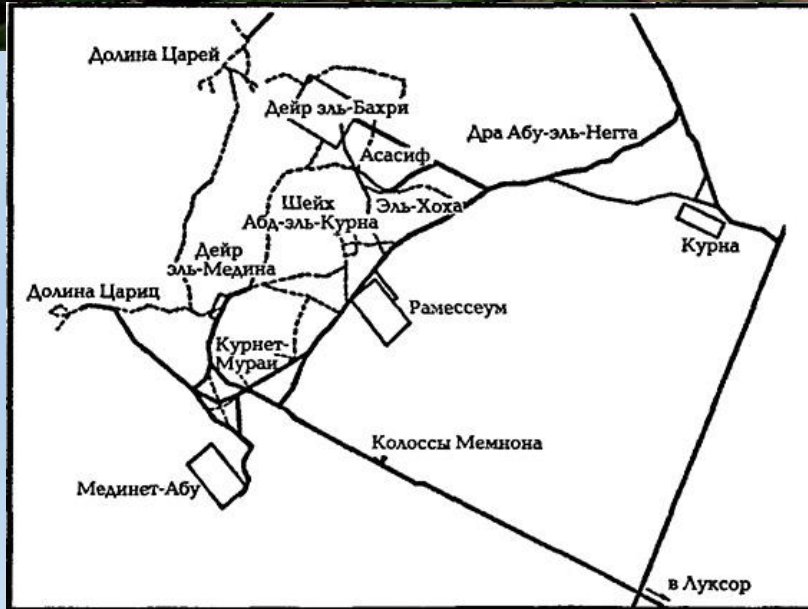 Долина Царей
Дейр эль-Бахри
Дра Абу-эль-Негга
Асасиф
Шейх
Абд-эль-Курна
Эль-Хоха
Курна
Дейр
эль-Медина
Долина Цариц
Рамессеум
Курнет-
Мураи
Колоссы Мемнона
Мединет-Абу
в Луксор